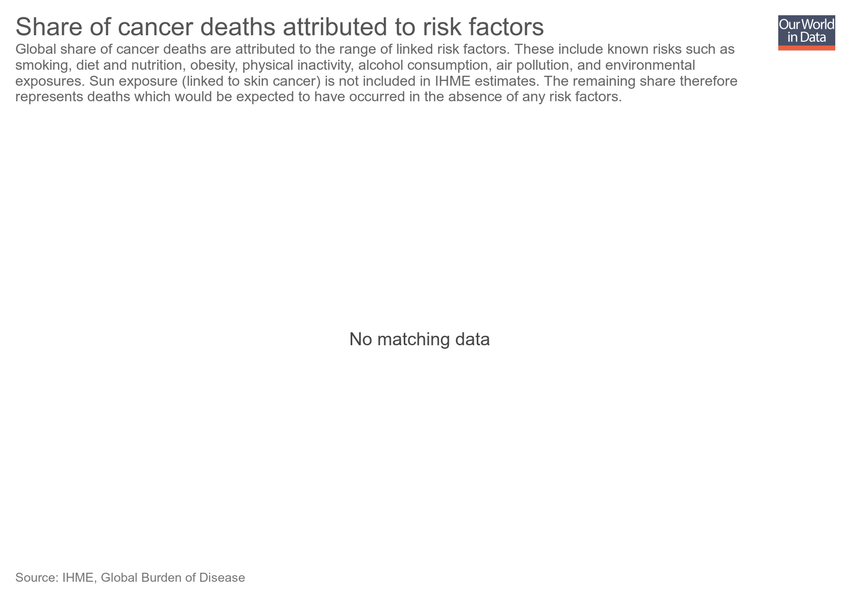 Share of cancer deaths attributed to risk factors
Our World
in Data
Global share of cancer deaths are attributed to the range of linked risk factors. These include known risks such as
smoking, diet and nutrition, obesity, physical inactivity, alcohol consumption, air pollution, and environmental
exposures. Sun exposure (linked to skin cancer) is not included in IHME estimates. The remaining share therefore
represents deaths which would be expected to have occurred in the absence of any risk factors.
No matching data
Source: IHME, Global Burden of Disease